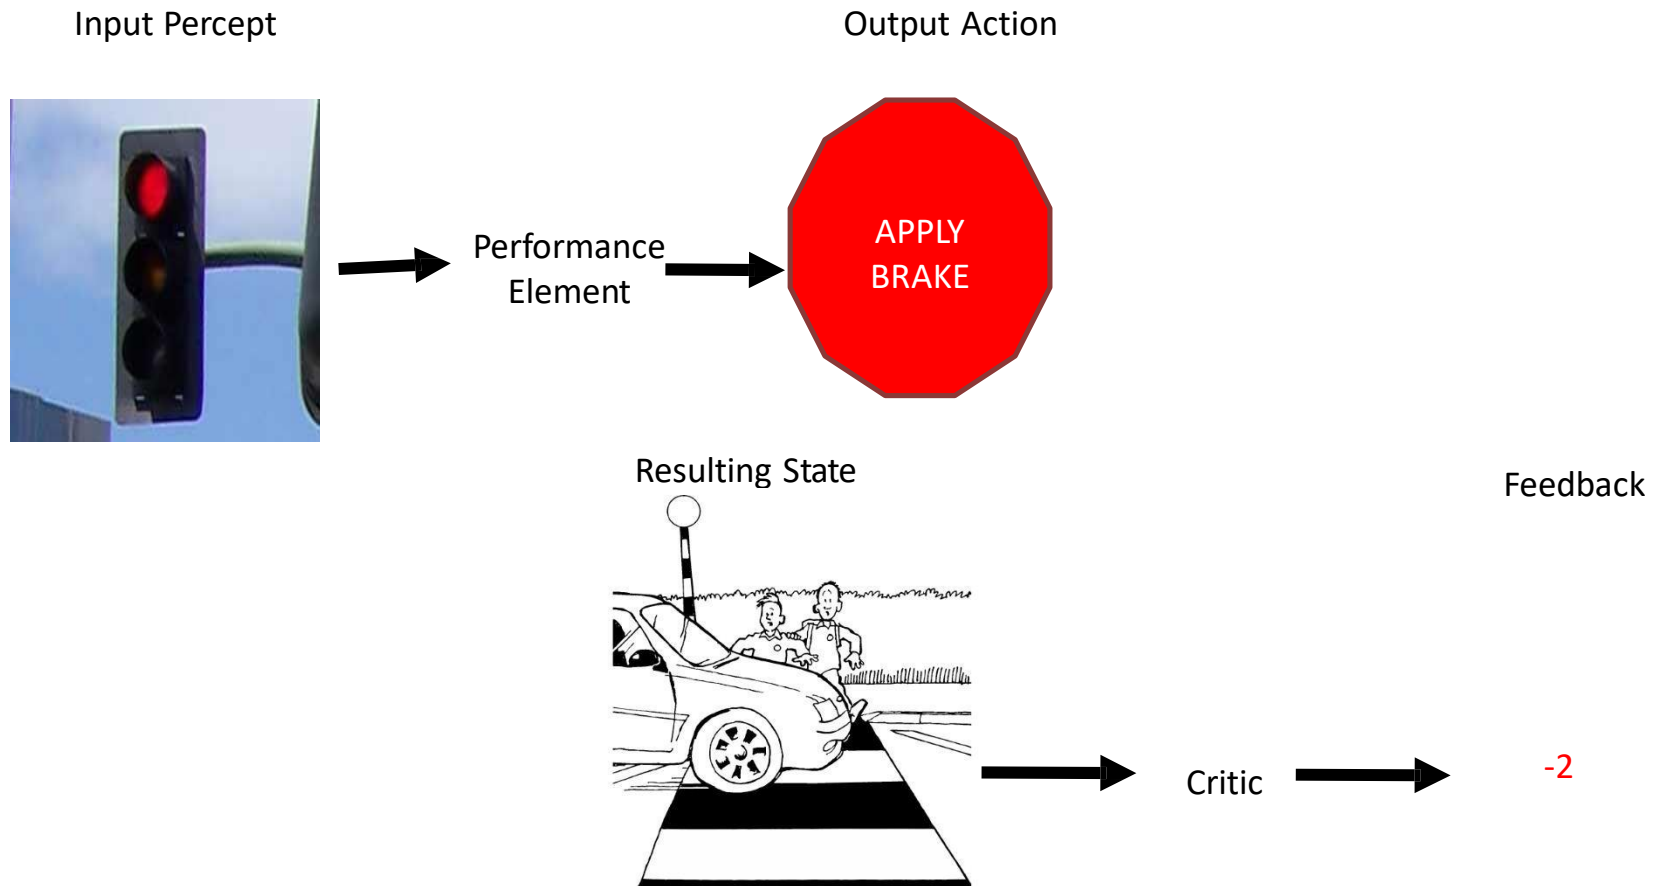 Input Percept
Output Action
Performance
Element
APPLY
BRAKE
Resulting State
Feedback
Critic
-2